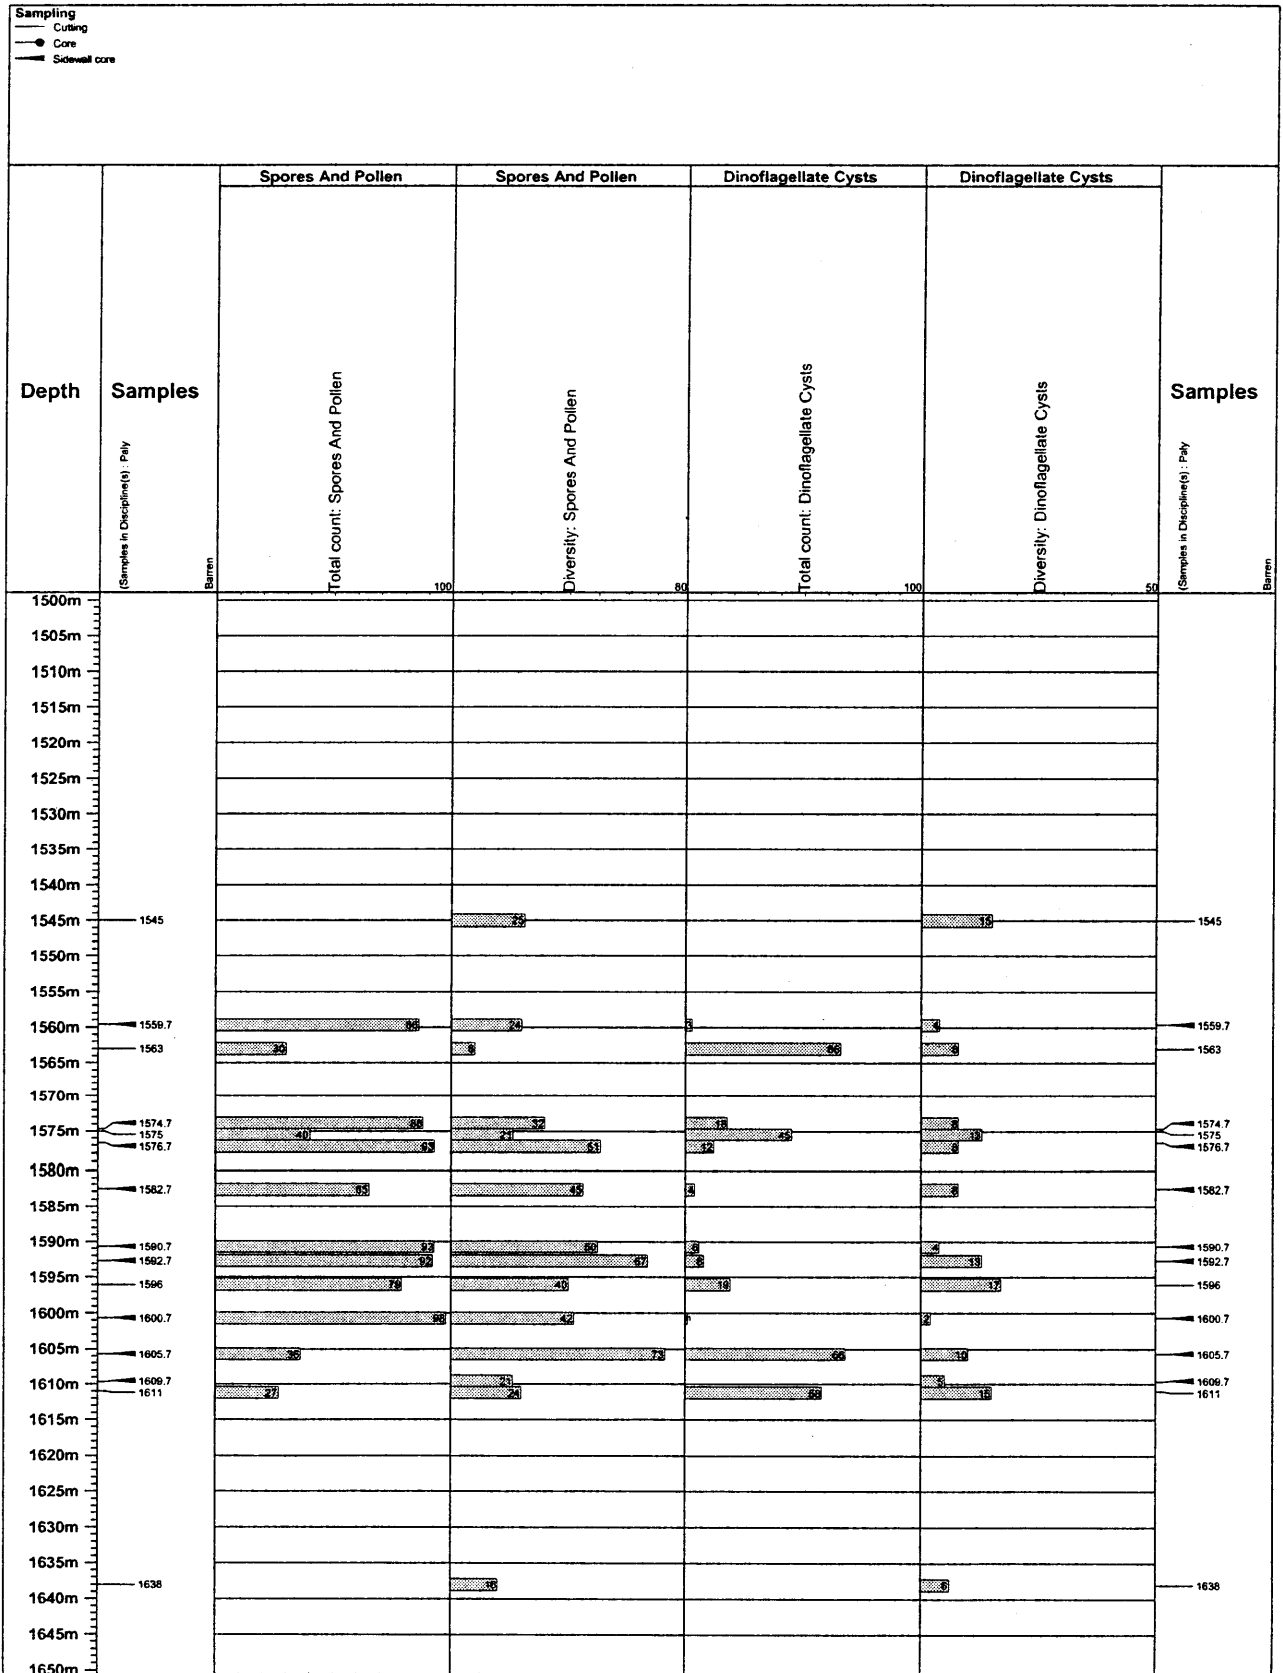 Sampling
Cutting
Core
Sidewall core
Spores And Pollen
Spores And Pollen
Dinoflagellate Cysts
Dinoflagellate Cysts
Depth
Samples
(Samples in Discipline(s) : Paly
Barren
Total count: Spores And Pollen
100
Diversity: Spores And Pollen
80
Total count: Dinoflagellate Cysts
100
Diversity: Dinoflagellate Cysts
50
Samples
(Samples in Discipline(s) : Paly
Barren
1500m
1505m
1510m
1515m
1520m
1525m
1530m
1535m
1540m
1545m 1545 25 15 1545
1550m
1555m
1560m 1559.7 86 24 3 4 1559.7
1563 30 66 8 1563
1565m
1570m
1574.7 88 32 18 8 1574.7
1575m 1575 40 21 45 13 1575
1576.7 93 51 12 8 1576.7
1580m
1582.7 65 45 4 8 1582.7
1585m
1590m 1590.7 93 50 6 4 1590.7
1592.7 92 67 8 13 1592.7
1595m 1596 79 40 19 17 1596
1600m 1600.7 98 42 2 1600.7
1605m 1605.7 36 73 10 1605.7
1610m 1609.7 21 5 1609.7
1611 27 24 58 15 1611
1615m
1620m
1625m
1630m
1635m
1638 16 6 1638
1640m
1645m
1650m